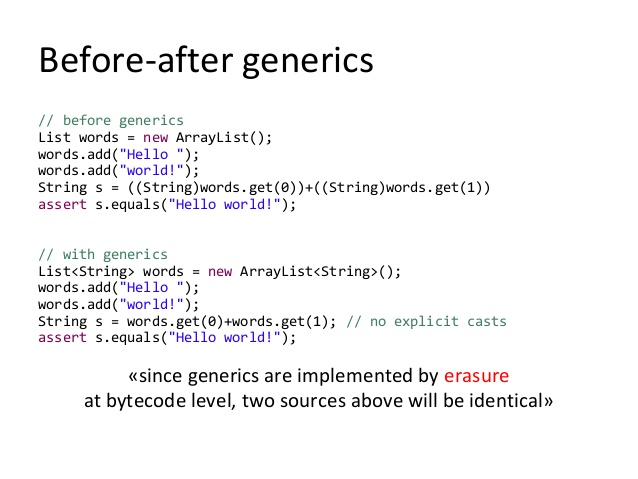 Before-after generics
// before generics
List words = new ArrayList();
words.add("Hello ");
words.add("world!");
String s = ((String)words.get(0))+((String)words.get(1))
assert s.equals("Hello world!");
// with generics
List<String> words = new ArrayList<String>();
words.add("Hello ");
words.add("world!");
String s = words.get(0)+words.get(1); // no explicit casts
assert s.equals("Hello world!");
«since generics are implemented by erasure
at bytecode level, two sources above will be identical»